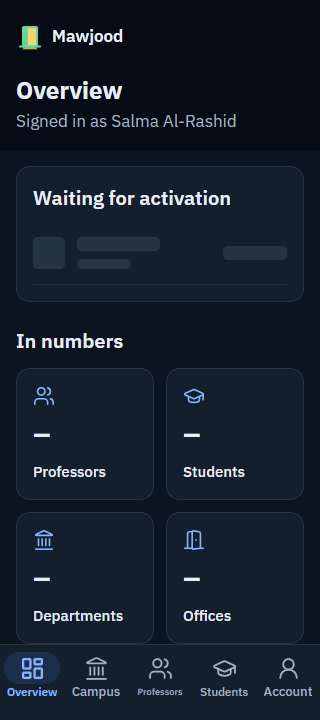 Mawjood
Overview
Signed in as Salma Al-Rashid
Waiting for activation
In numbers
–
Professors
–
Students
–
Departments
–
Offices
Overview
Campus
Professors
Students
Account